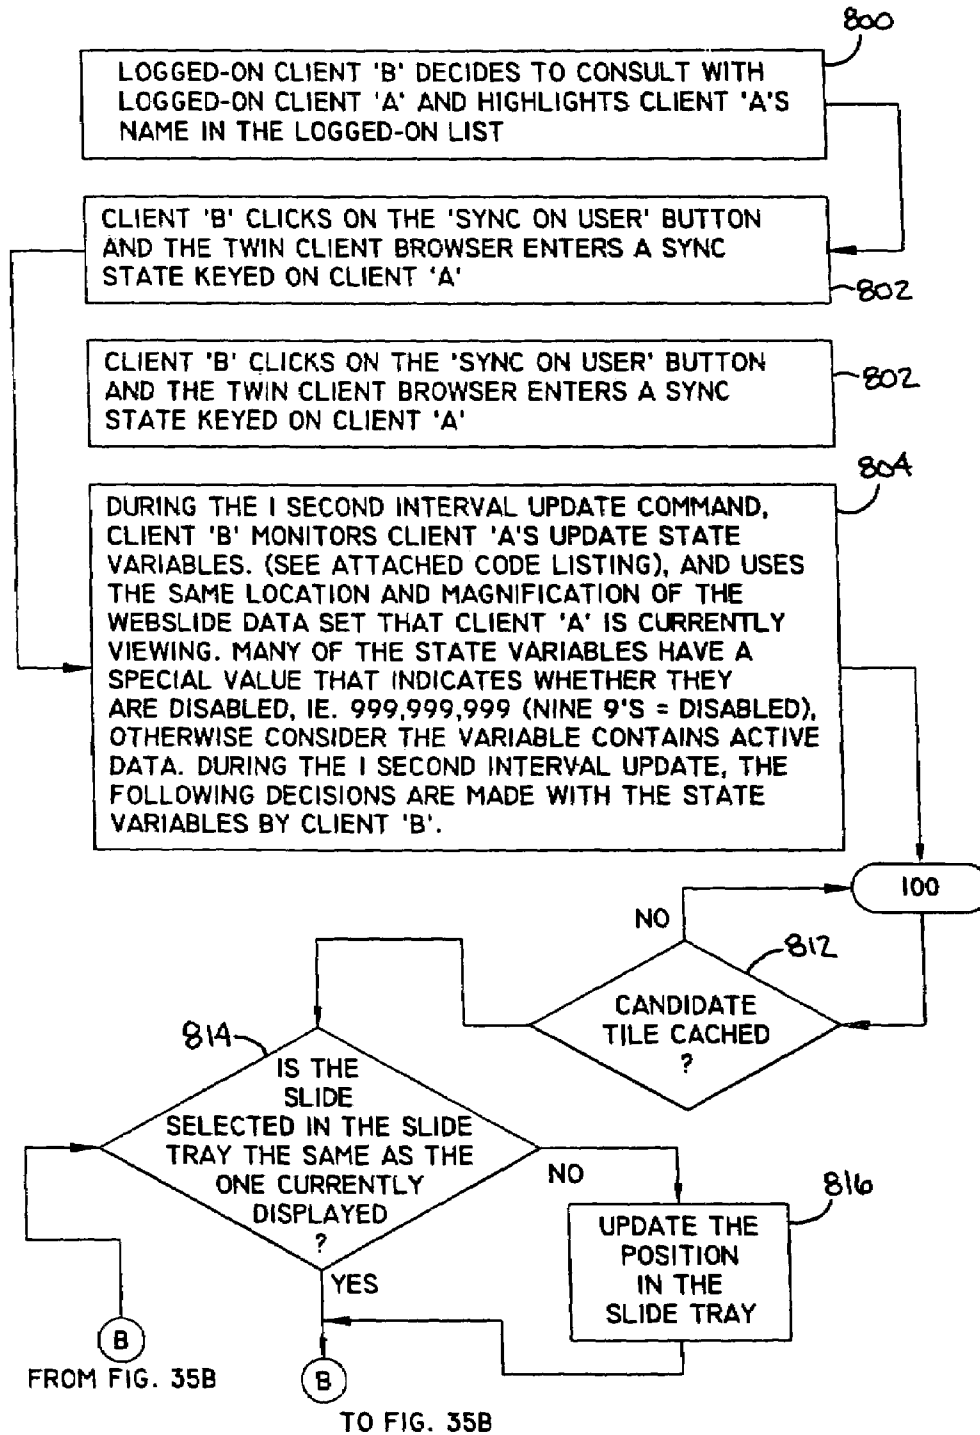 800
LOGGED-ON CLIENT 'B' DECIDES TO CONSULT WITH
LOGGED-ON CLIENT 'A' AND HIGHLIGHTS CLIENT 'A'S
NAME IN THE LOGGED-ON LIST
CLIENT 'B' CLICKS ON THE 'SYNC ON USER' BUTTON
AND THE TWIN CLIENT BROWSER ENTERS A SYNC
STATE KEYED ON CLIENT 'A'
802
CLIENT 'B' CLICKS ON THE 'SYNC ON USER' BUTTON
AND THE TWIN CLIENT BROWSER ENTERS A SYNC
STATE KEYED ON CLIENT 'A'
802
804
DURING THE 1 SECOND INTERVAL UPDATE COMMAND,
CLIENT 'B' MONITORS CLIENT 'A'S UPDATE STATE
VARIABLES. (SEE ATTACHED CODE LISTING), AND USES
THE SAME LOCATION AND MAGNIFICATION OF THE
WEBSLIDE DATA SET THAT CLIENT 'A' IS CURRENTLY
VIEWING. MANY OF THE STATE VARIABLES HAVE A
SPECIAL VALUE THAT INDICATES WHETHER THEY
ARE DISABLED, IE. 999,999,999 (NINE 9'S = DISABLED),
OTHERWISE CONSIDER THE VARIABLE CONTAINS ACTIVE
DATA. DURING THE 1 SECOND INTERVAL UPDATE, THE
FOLLOWING DECISIONS ARE MADE WITH THE STATE
VARIABLES BY CLIENT 'B'.
100
NO
812
CANDIDATE
TILE CACHED
?
814
IS THE
SLIDE
SELECTED IN THE SLIDE
TRAY THE SAME AS THE
ONE CURRENTLY
DISPLAYED
?
NO
YES
816
UPDATE THE
POSITION
IN THE
SLIDE TRAY
B
FROM FIG. 35B
B
TO FIG. 35B